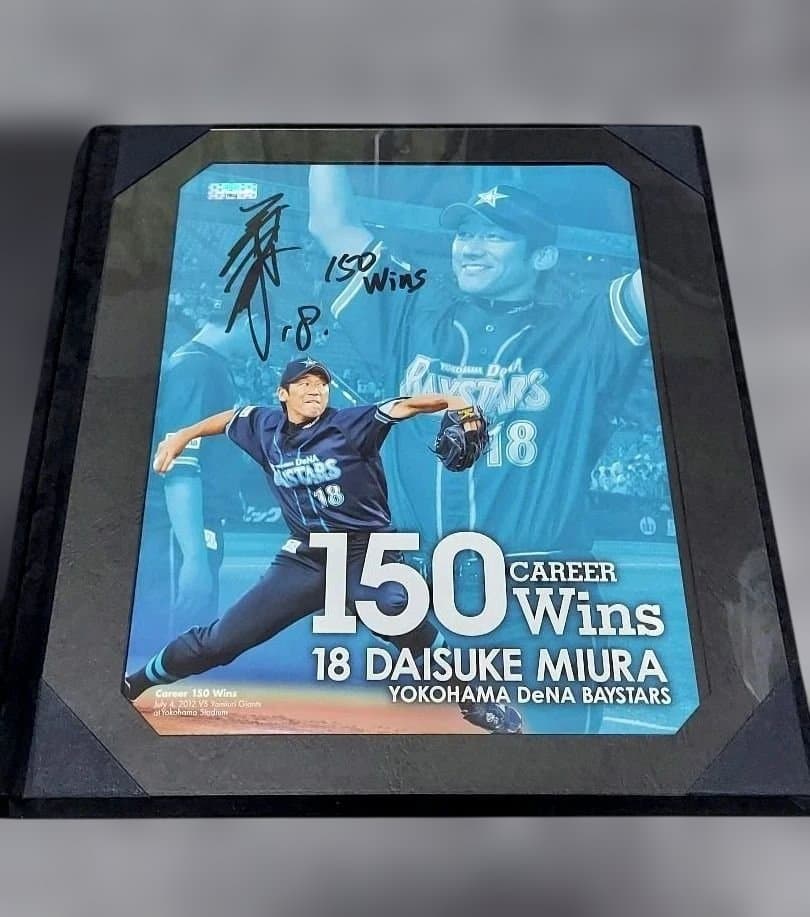 150
Wins
18.
YOKOHAMA DeNA
BAYSTARS
18
DeNA
18
150
CAREER
Wins
18 DAISUKE MIURA
YOKOHAMA DeNA BAYSTARS
Career 150 Wins
July 4, 2012 VS Yomiuri Giants
at Yokohama Stadium